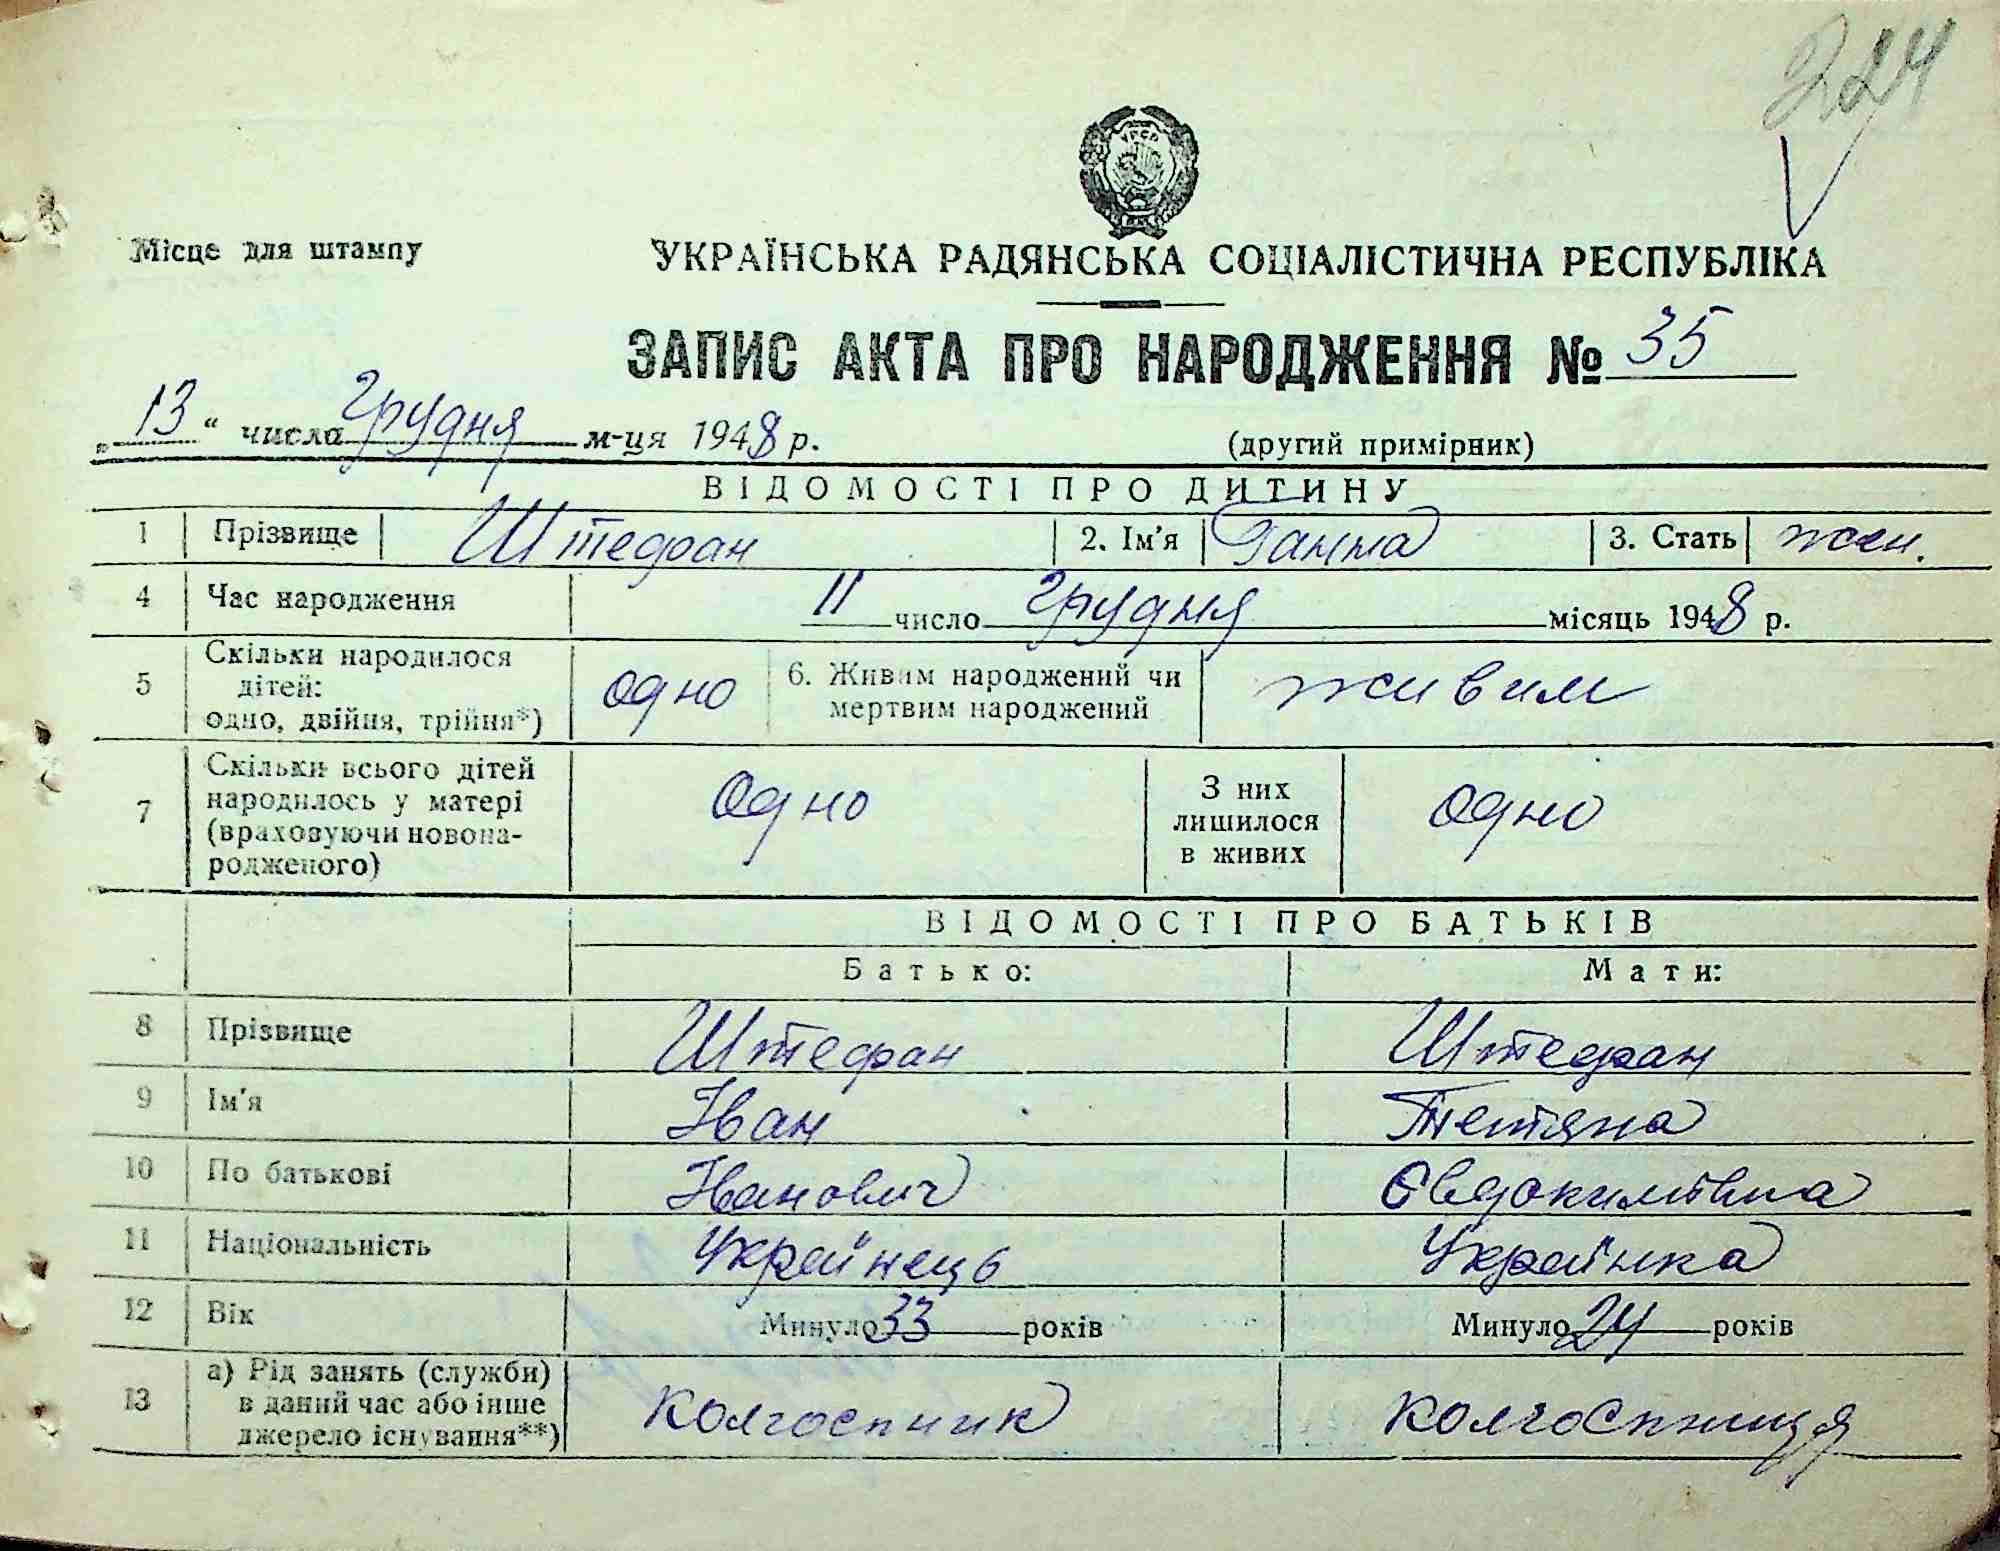 224
УРСР
Місце для штампу
УКРАЇНСЬКА РАДЯНСЬКА СОЦІАЛІСТИЧНА РЕСПУБЛІКА
ЗАПИС АКТА ПРО НАРОДЖЕННЯ № 35
„13“ числа Грудня м-ця 1948 р.
(другий примірник)
ВІДОМОСТІ ПРО ДИТИНУ
1 Прізвище Штефан 2. Ім'я Ганна 3. Стать жен.
4 Час народження 11 число Грудня місяць 1948 р.
5 Скільки народилося
дітей:
одно, двійня, трійня*)
одно
6. Живим народжений чи
мертвим народжений
живим
7 Скільки всього дітей
народилось у матері
(враховуючи новона-
родженого)
Одно
З них
лишилося
в живих
одно
ВІДОМОСТІ ПРО БАТЬКІВ
Батько: Мати:
8 Прізвище Штефан Штефан
9 Ім'я Іван Тетяна
10 По батькові Іванович Євдокимівна
11 Національність Українець Українка
12 Вік Минуло 33 років Минуло 24 років
13 а) Рід занять (служби)
в даний час або інше
джерело існування**)
колгоспник колгоспниця